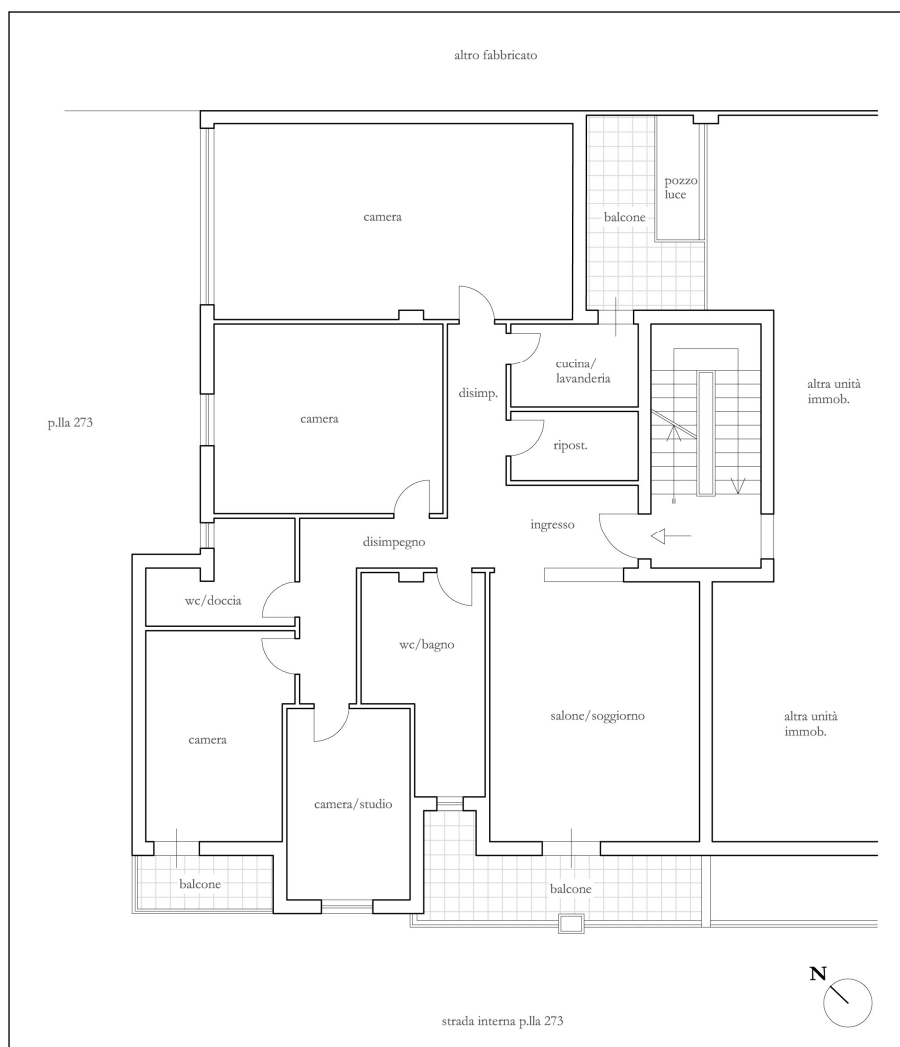 altro fabbricato
pozzo
luce
camera
balcone
cucina/
lavanderia
disimp.
altra unità
immob.
p.lla 273
camera
ripost.
ingresso
disimpegno
wc/doccia
wc/bagno
salone/soggiorno
altra unità
immob.
camera
camera/studio
balcone
balcone
N
strada interna p.lla 273